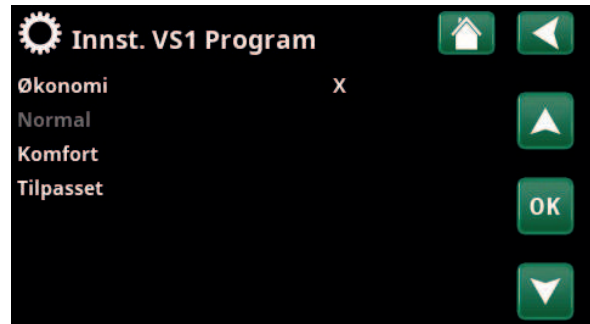 Innst. VS1 Program
Økonomi X
Normal
Komfort
Tilpasset
OK